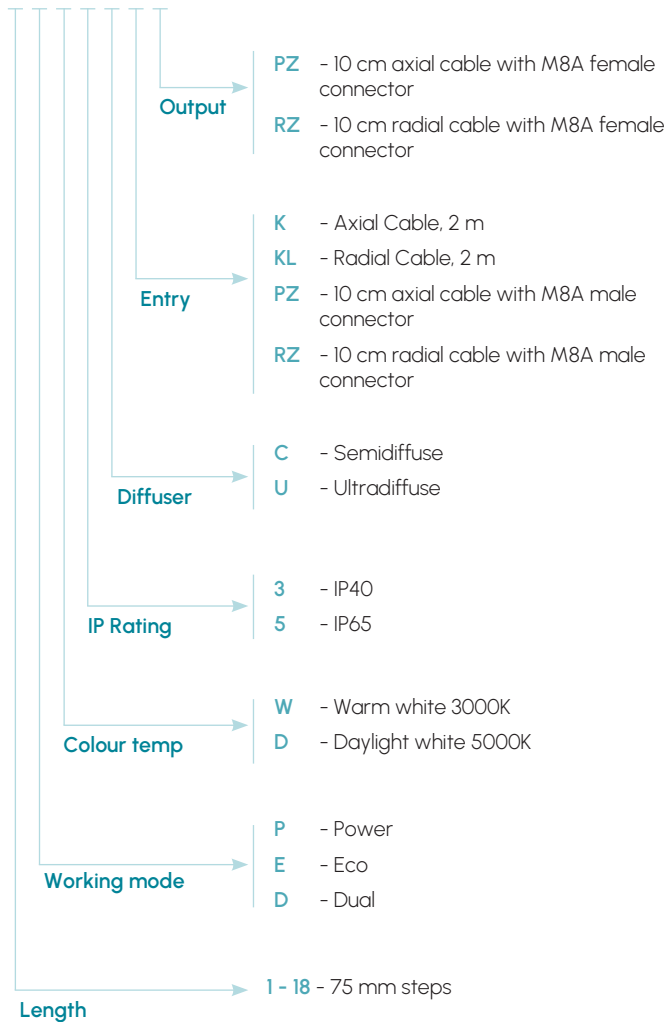 PZ - 10 cm axial cable with M8A female
connector
Output
RZ - 10 cm radial cable with M8A female
connector
K - Axial Cable, 2 m
KL - Radial Cable, 2 m
Entry
PZ - 10 cm axial cable with M8A male
connector
RZ - 10 cm radial cable with M8A male
connector
C - Semidiffuse
Diffuser
U - Ultradiffuse
3 - IP40
IP Rating
5 - IP65
W - Warm white 3000K
Colour temp
D - Daylight white 5000K
P - Power
E - Eco
Working mode
D - Dual
1 - 18 - 75 mm steps
Length